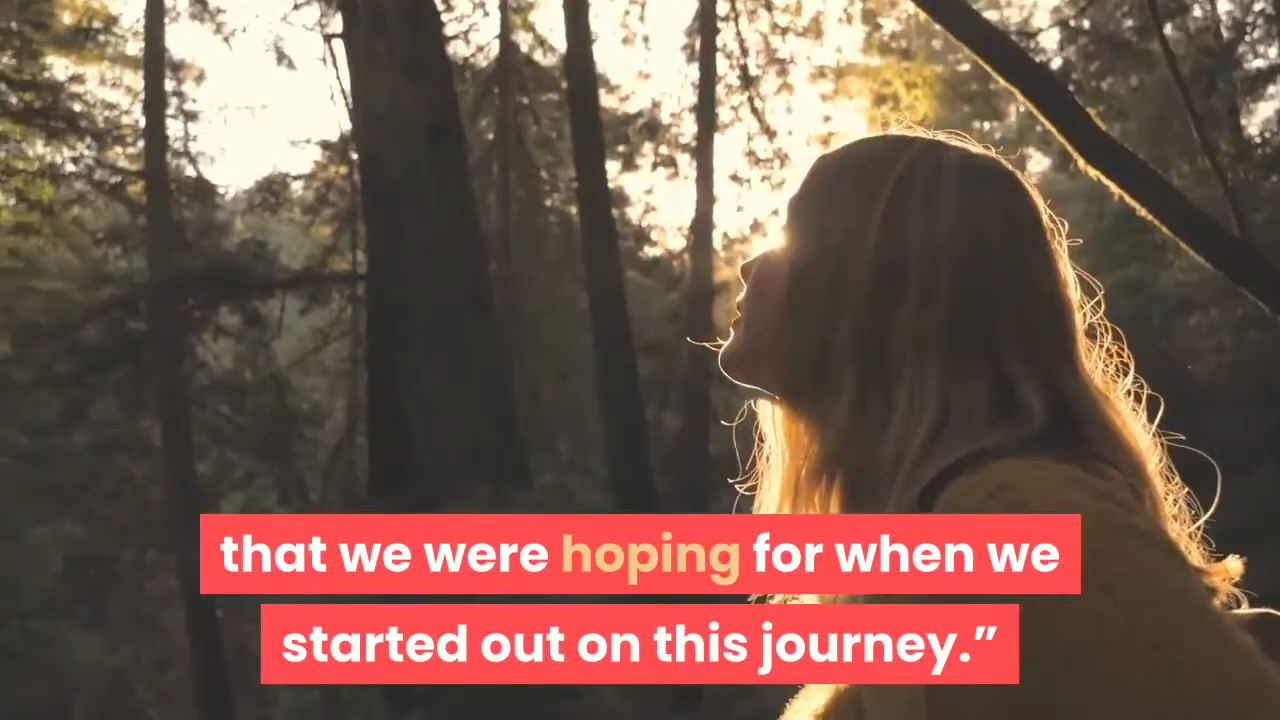 that we were hoping for when we
started out on this journey.”